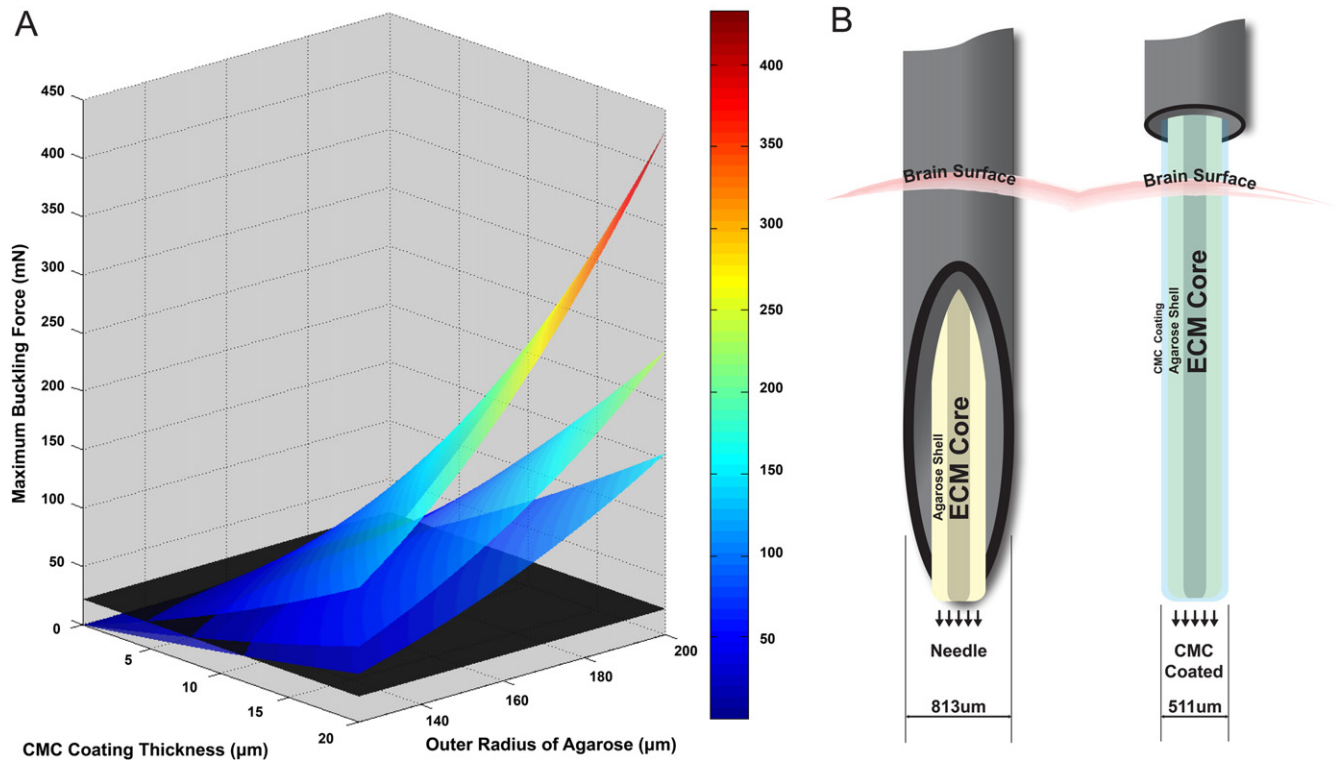 A
450
400
350
300
250
200
150
100
50
0
Maximum Buckling Force (mN)
5
10
15
20
CMC Coating Thickness (µm)
140
160
180
200
Outer Radius of Agarose (µm)
400
350
300
250
200
150
100
50
B
Brain Surface
Brain Surface
Agarose Shell
ECM Core
CMC Coating
Agarose Shell
ECM Core
Needle
CMC
Coated
813um
511um